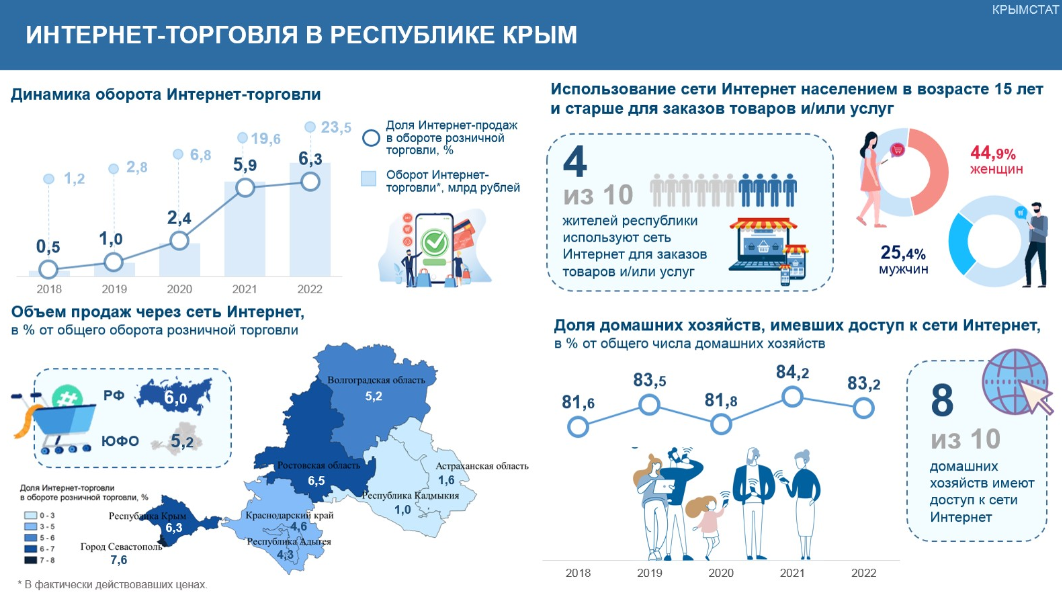 КРЫМСТАТ
ИНТЕРНЕТ-ТОРГОВЛЯ В РЕСПУБЛИКЕ КРЫМ
Динамика оборота Интернет-торговли
1,2
2,8
6,8
19,6
23,5
0,5
1,0
2,4
5,9
6,3
2018
2019
2020
2021
2022
Доля Интернет-продаж
в обороте розничной
торговли, %
Оборот Интернет-
торговли*, млрд рублей
Использование сети Интернет населением в возрасте 15 лет
и старше для заказов товаров и/или услуг
4
из 10
жителей республики
используют сеть
Интернет для заказов
товаров и/или услуг
44,9%
женщин
25,4%
мужчин
Объем продаж через сеть Интернет,
в % от общего оборота розничной торговли
РФ
6,0
ЮФО
5,2
Волгоградская область
5,2
Ростовская область
6,5
Астраханская область
1,6
Республика Калмыкия
1,0
Краснодарский край
4,6
Республика Адыгея
4,3
Республика Крым
6,3
Город Севастополь
7,6
Доля Интернет-торговли
в обороте розничной торговли, %
0 - 3
3 - 5
5 - 6
6 - 7
7 - 8
* В фактически действовавших ценах.
Доля домашних хозяйств, имевших доступ к сети Интернет,
в % от общего числа домашних хозяйств
81,6
83,5
81,8
84,2
83,2
2018
2019
2020
2021
2022
8
из 10
домашних
хозяйств имеют
доступ к сети
Интернет